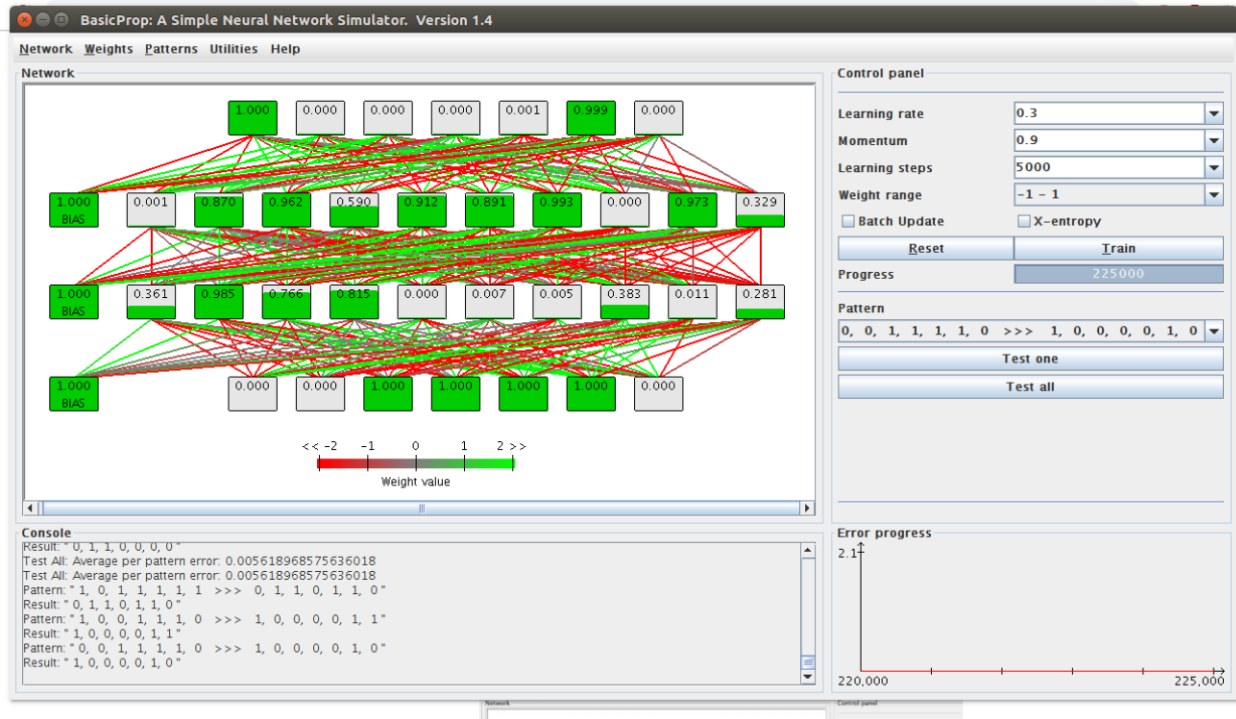 BasicProp: A Simple Neural Network Simulator. Version 1.4
Network Weights Patterns Utilities Help
Network
1.000 0.000 0.000 0.000 0.001 0.999 0.000
1.000 0.001 0.870 0.962 0.590 0.912 0.891 0.993 0.000 0.973 0.329
BIAS
1.000 0.361 0.985 0.766 0.815 0.000 0.007 0.005 0.383 0.011 0.281
BIAS
1.000 0.000 0.000 1.000 1.000 1.000 1.000 0.000
BIAS
<< -2 -1 0 1 2 >>
Weight value
Control panel
Learning rate 0.3
Momentum 0.9
Learning steps 5000
Weight range -1 - 1
Batch Update X-entropy
Reset Train
Progress 225000
Pattern
0, 0, 1, 1, 1, 1, 0 >>> 1, 0, 0, 0, 0, 1, 0
Test one
Test all
Console
Result: " 0, 1, 1, 0, 0, 0, 0 "
Test All: Average per pattern error: 0.005618968575636018
Test All: Average per pattern error: 0.005618968575636018
Pattern: " 1, 0, 1, 1, 1, 1, 1 >>> 0, 1, 1, 0, 1, 1, 0 "
Result: " 0, 1, 1, 0, 1, 1, 0 "
Pattern: " 1, 0, 0, 1, 1, 1, 0 >>> 1, 0, 0, 0, 0, 1, 1 "
Result: " 1, 0, 0, 0, 0, 1, 1 "
Pattern: " 0, 0, 1, 1, 1, 1, 0 >>> 1, 0, 0, 0, 0, 1, 0 "
Result: " 1, 0, 0, 0, 0, 1, 0 "
Error progress
2.1
220,000 225,000
Network Control panel